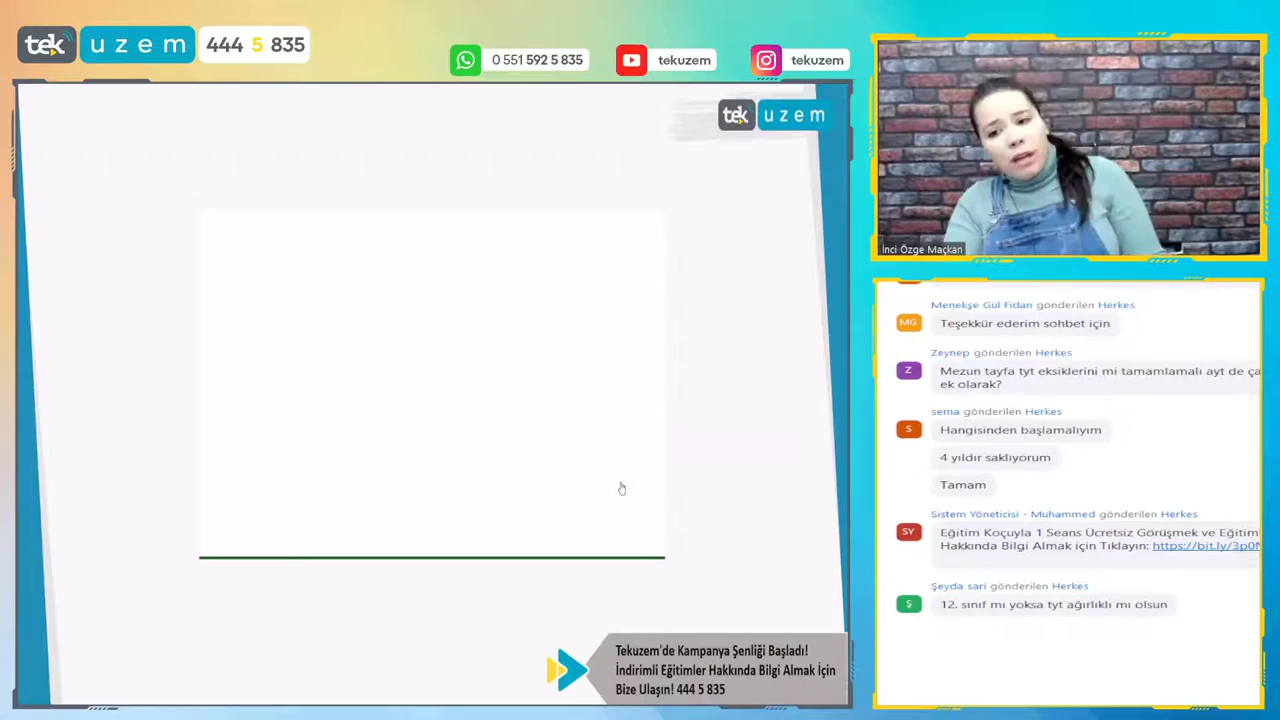 tek uzem 444 5 835
0 551 592 5 835
tekuzem
tekuzem
tek uzem
İnci Özge Maçkan
Menekşe Gül Fidan gönderilen Herkes
MG
Teşekkür ederim sohbet için
Zeynep gönderilen Herkes
Z
Mezun tayfa tyt eksiklerini mi tamamlamalı ayt de ça
ek olarak?
sema gönderilen Herkes
S
Hangisinden başlamalıyım
4 yıldır saklıyorum
Tamam
Sistem Yöneticisi - Muhammed gönderilen Herkes
SY
Eğitim Koçuyla 1 Seans Ücretsiz Görüşmek ve Eğitim
Hakkında Bilgi Almak için Tıklayın: https://bit.ly/3p0
Şeyda sari gönderilen Herkes
Ş
12. sınıf mı yoksa tyt ağırlıklı mı olsun
Tekuzem'de Kampanya Şenliği Başladı!
İndirimli Eğitimler Hakkında Bilgi Almak İçin
Bize Ulaşın! 444 5 835